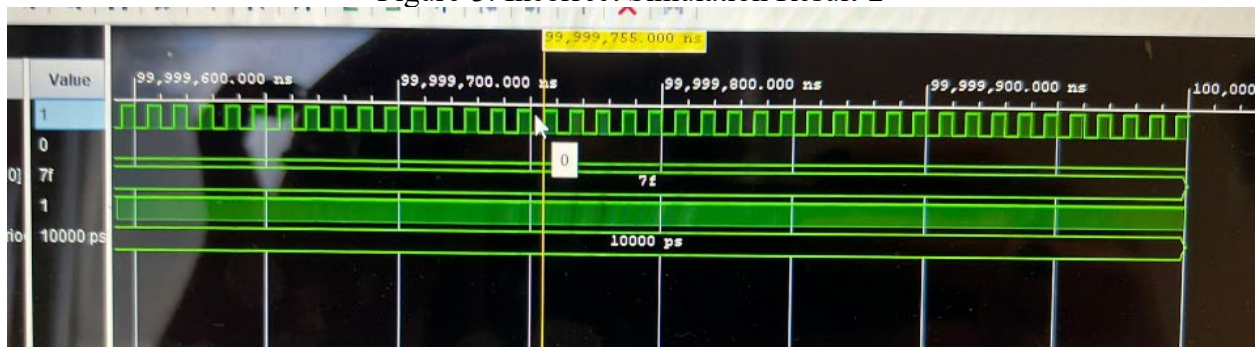 99,999,755.000 ns
Value
99,999,600.000 ns
99,999,700.000 ns
99,999,800.000 ns
99,999,900.000 ns
100,000
1
0
0
0]
7f
7f
1
10000 ps
10000 ps